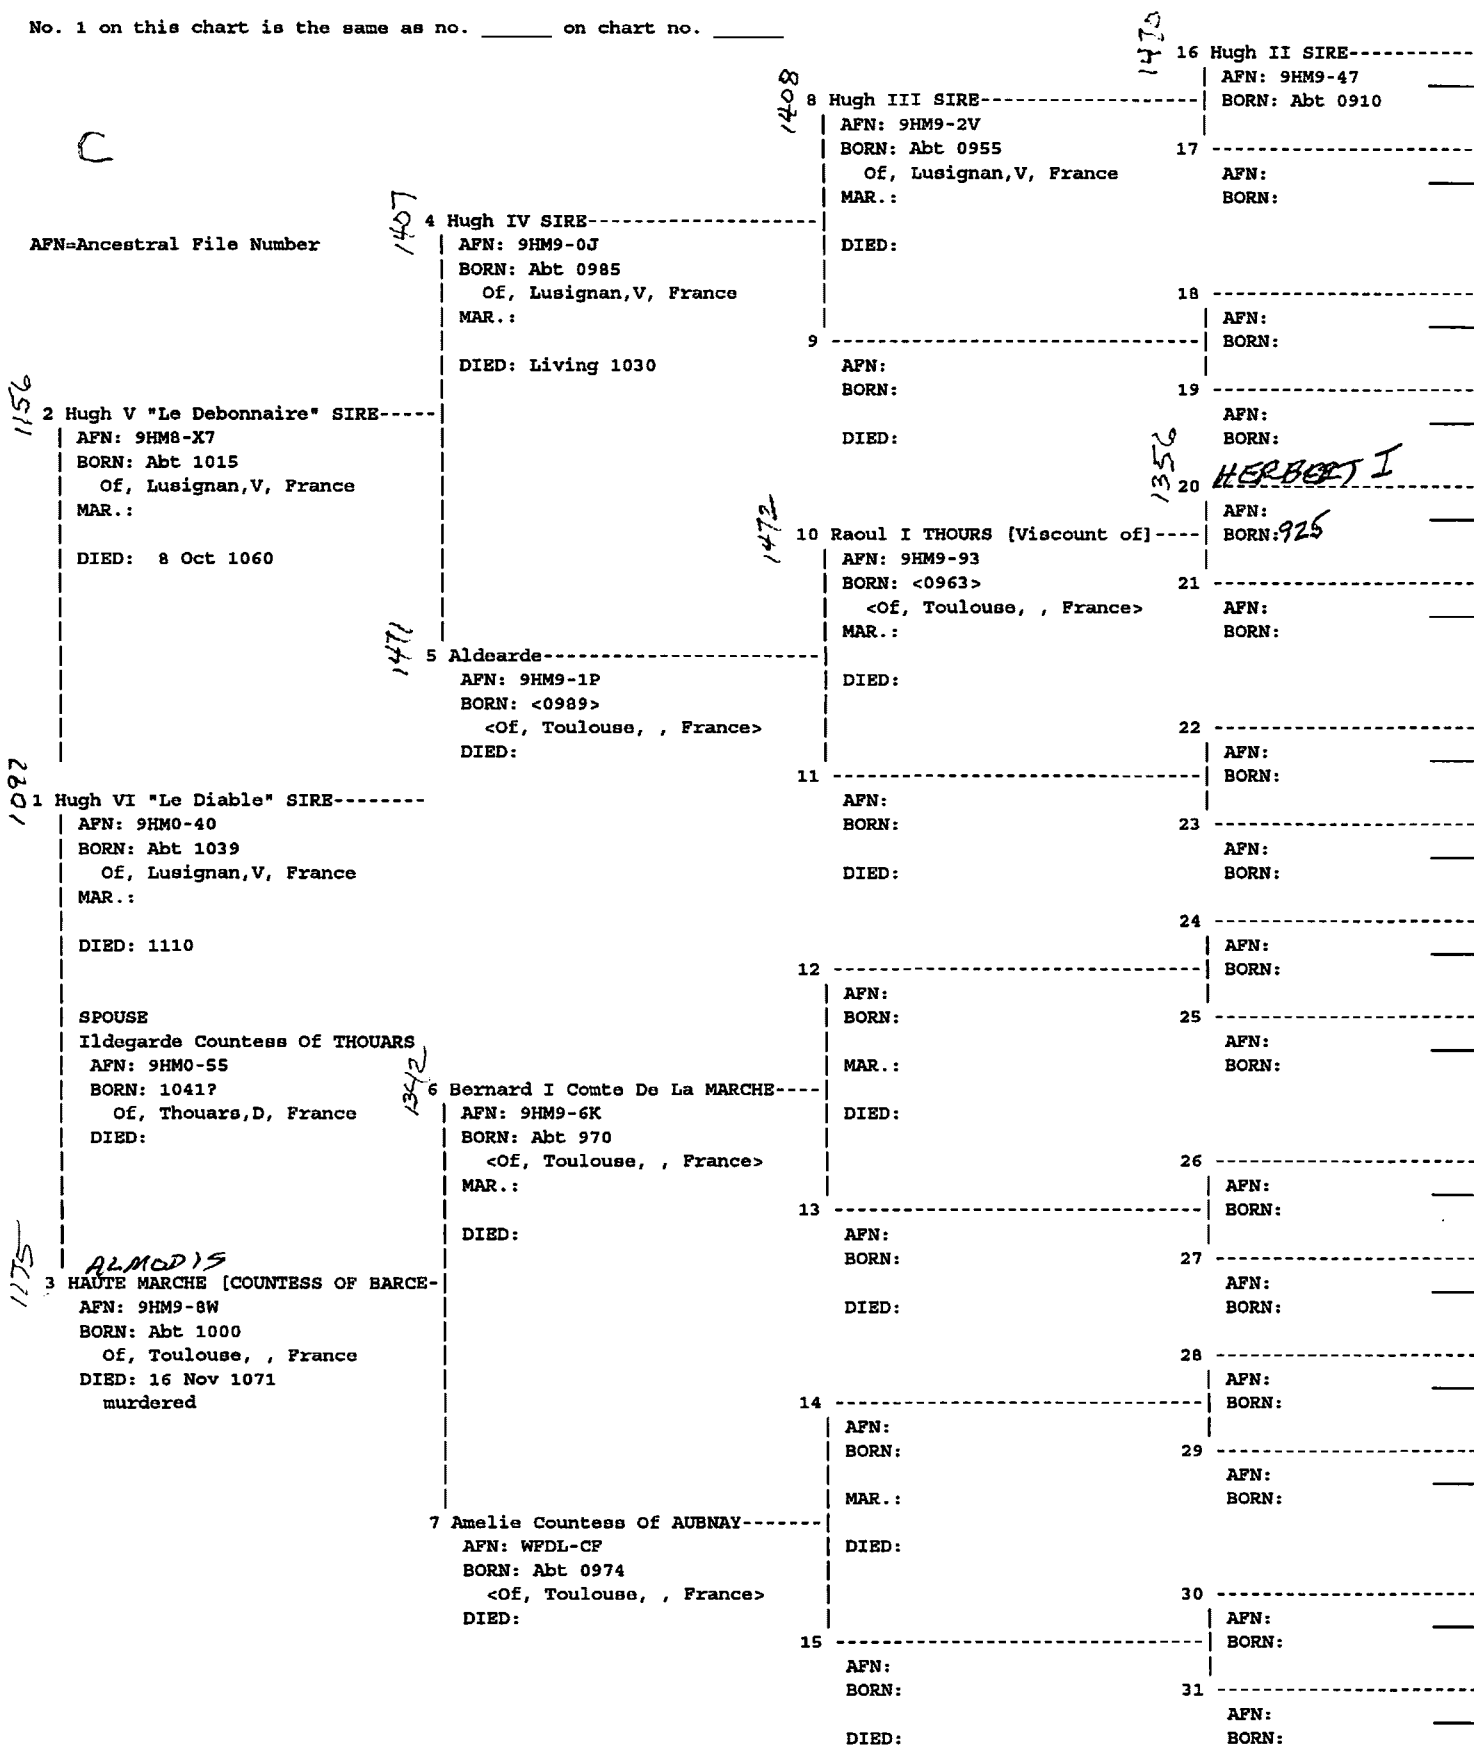 No. 1 on this chart is the same as no. ______ on chart no. ______
C
AFN=Ancestral File Number
1092
1 Hugh VI "Le Diable" SIRE--------
AFN: 9HM0-40
BORN: Abt 1039
Of, Lusignan,V, France
MAR.:
DIED: 1110
SPOUSE
Ildegarde Countess Of THOUARS
AFN: 9HM0-55
BORN: 1041?
Of, Thouars,D, France
DIED:
1156
2 Hugh V "Le Debonnaire" SIRE-----
AFN: 9HM8-X7
BORN: Abt 1015
Of, Lusignan,V, France
MAR.:
DIED: 8 Oct 1060
1175
ALMODIS
3 HAUTE MARCHE [COUNTESS OF BARCE-
AFN: 9HM9-8W
BORN: Abt 1000
Of, Toulouse, , France
DIED: 16 Nov 1071
murdered
1407
4 Hugh IV SIRE--------------------
AFN: 9HM9-0J
BORN: Abt 0985
Of, Lusignan,V, France
MAR.:
DIED: Living 1030
1471
5 Aldearde------------------------
AFN: 9HM9-1P
BORN: <0989>
<Of, Toulouse, , France>
DIED:
1342
6 Bernard I Comte De La MARCHE----
AFN: 9HM9-6K
BORN: Abt 970
<Of, Toulouse, , France>
MAR.:
DIED:
7 Amelie Countess Of AUBNAY-------
AFN: WFDL-CF
BORN: Abt 0974
<Of, Toulouse, , France>
DIED:
1408
8 Hugh III SIRE-------------------
AFN: 9HM9-2V
BORN: Abt 0955
Of, Lusignan,V, France
MAR.:
DIED:
9 --------------------------------
AFN:
BORN:
DIED:
1472
10 Raoul I THOURS [Viscount of]----
AFN: 9HM9-93
BORN: <0963>
<Of, Toulouse, , France>
MAR.:
DIED:
11 --------------------------------
AFN:
BORN:
DIED:
12 --------------------------------
AFN:
BORN:
MAR.:
DIED:
13 --------------------------------
AFN:
BORN:
DIED:
14 --------------------------------
AFN:
BORN:
MAR.:
DIED:
15 --------------------------------
AFN:
BORN:
DIED:
1473
16 Hugh II SIRE-----------
AFN: 9HM9-47
BORN: Abt 0910
17 -----------------------
AFN:
BORN:
18 -----------------------
AFN:
BORN:
19 -----------------------
AFN:
BORN:
1356
20 HERBERT I
AFN:
BORN: 925
21 -----------------------
AFN:
BORN:
22 -----------------------
AFN:
BORN:
23 -----------------------
AFN:
BORN:
24 -----------------------
AFN:
BORN:
25 -----------------------
AFN:
BORN:
26 -----------------------
AFN:
BORN:
27 -----------------------
AFN:
BORN:
28 -----------------------
AFN:
BORN:
29 -----------------------
AFN:
BORN:
30 -----------------------
AFN:
BORN:
31 -----------------------
AFN:
BORN: